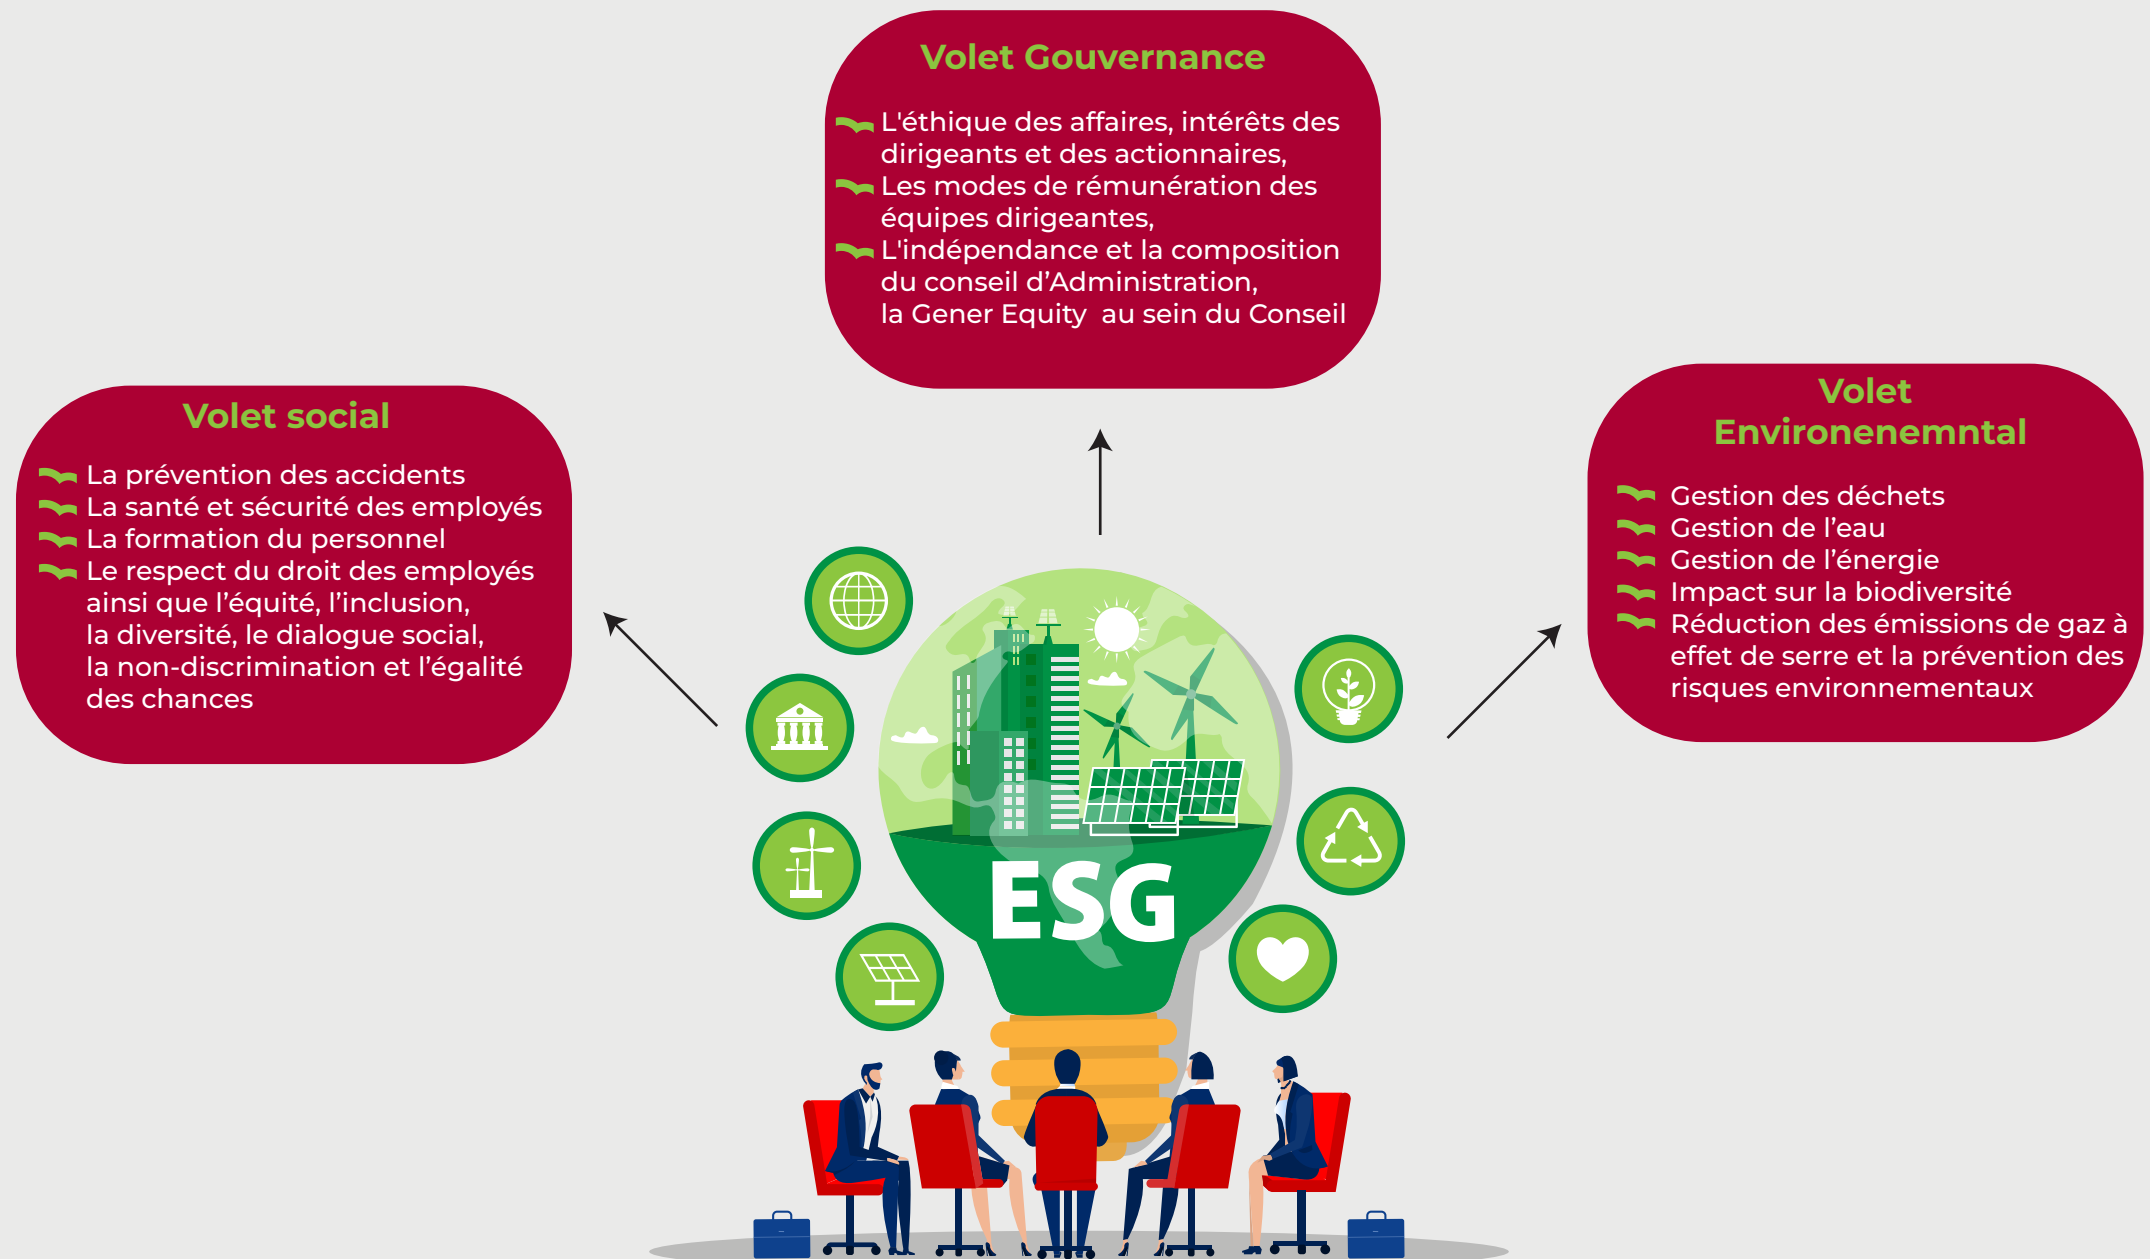 Volet Gouvernance
L'éthique des affaires, intérêts des
dirigeants et des actionnaires,
Les modes de rémunération des
équipes dirigeantes,
L'indépendance et la composition
du conseil d’Administration,
la Gener Equity au sein du Conseil
Volet social
La prévention des accidents
La santé et sécurité des employés
La formation du personnel
Le respect du droit des employés
ainsi que l’équité, l’inclusion,
la diversité, le dialogue social,
la non-discrimination et l’égalité
des chances
Volet
Environenemntal
Gestion des déchets
Gestion de l’eau
Gestion de l’énergie
Impact sur la biodiversité
Réduction des émissions de gaz à
effet de serre et la prévention des
risques environnementaux
ESG